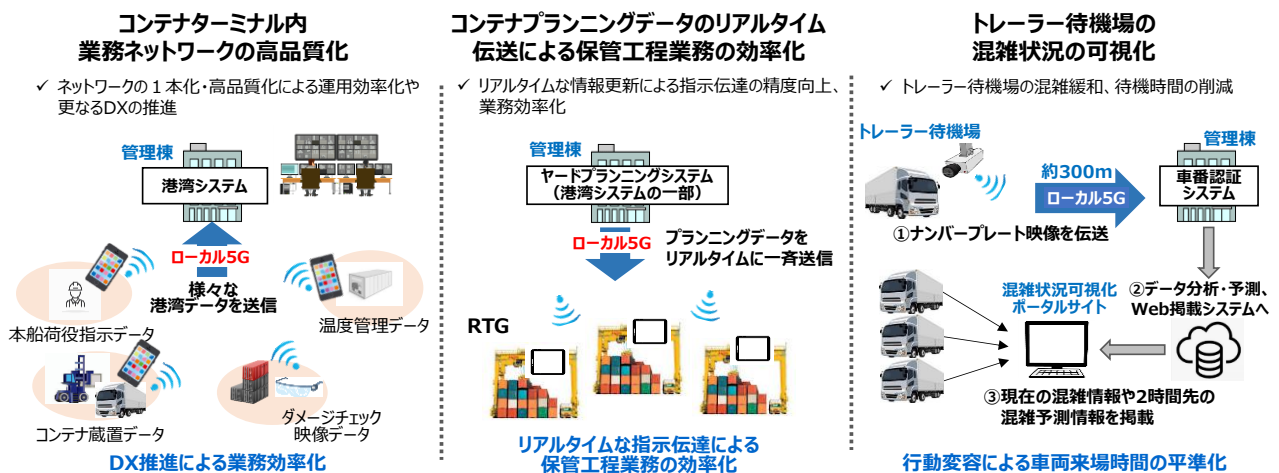 コンテナターミナル内
業務ネットワークの高品質化
✓ ネットワークの１本化・高品質化による運用効率化や
更なるDXの推進
管理棟
港湾システム
ローカル5G
様々な
港湾データを送信
本船荷役指示データ
温度管理データ
コンテナ蔵置データ
ダメージチェック
映像データ
DX推進による業務効率化
コンテナプランニングデータのリアルタイム
伝送による保管工程業務の効率化
✓ リアルタイムな情報更新による指示伝達の精度向上、
業務効率化
管理棟
ヤードプランニングシステム
（港湾システムの一部）
ローカル5G
プランニングデータを
リアルタイムに一斉送信
RTG
リアルタイムな指示伝達による
保管工程業務の効率化
トレーラー待機場の
混雑状況の可視化
✓ トレーラー待機場の混雑緩和、待機時間の削減
トレーラー待機場
管理棟
約300m
ローカル5G
車番認証
システム
①ナンバープレート映像を伝送
混雑状況可視化
ポータルサイト
②データ分析・予測、
Web掲載システムへ
③現在の混雑情報や2時間先の
混雑予測情報を掲載
行動変容による車両来場時間の平準化